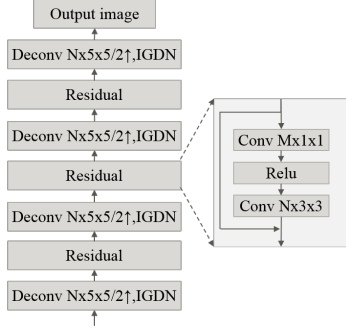 Output image
Deconv Nx5x5/2↑,IGDN
Residual
Deconv Nx5x5/2↑,IGDN
Residual
Deconv Nx5x5/2↑,IGDN
Residual
Deconv Nx5x5/2↑,IGDN
Conv Mx1x1
Relu
Conv Nx3x3